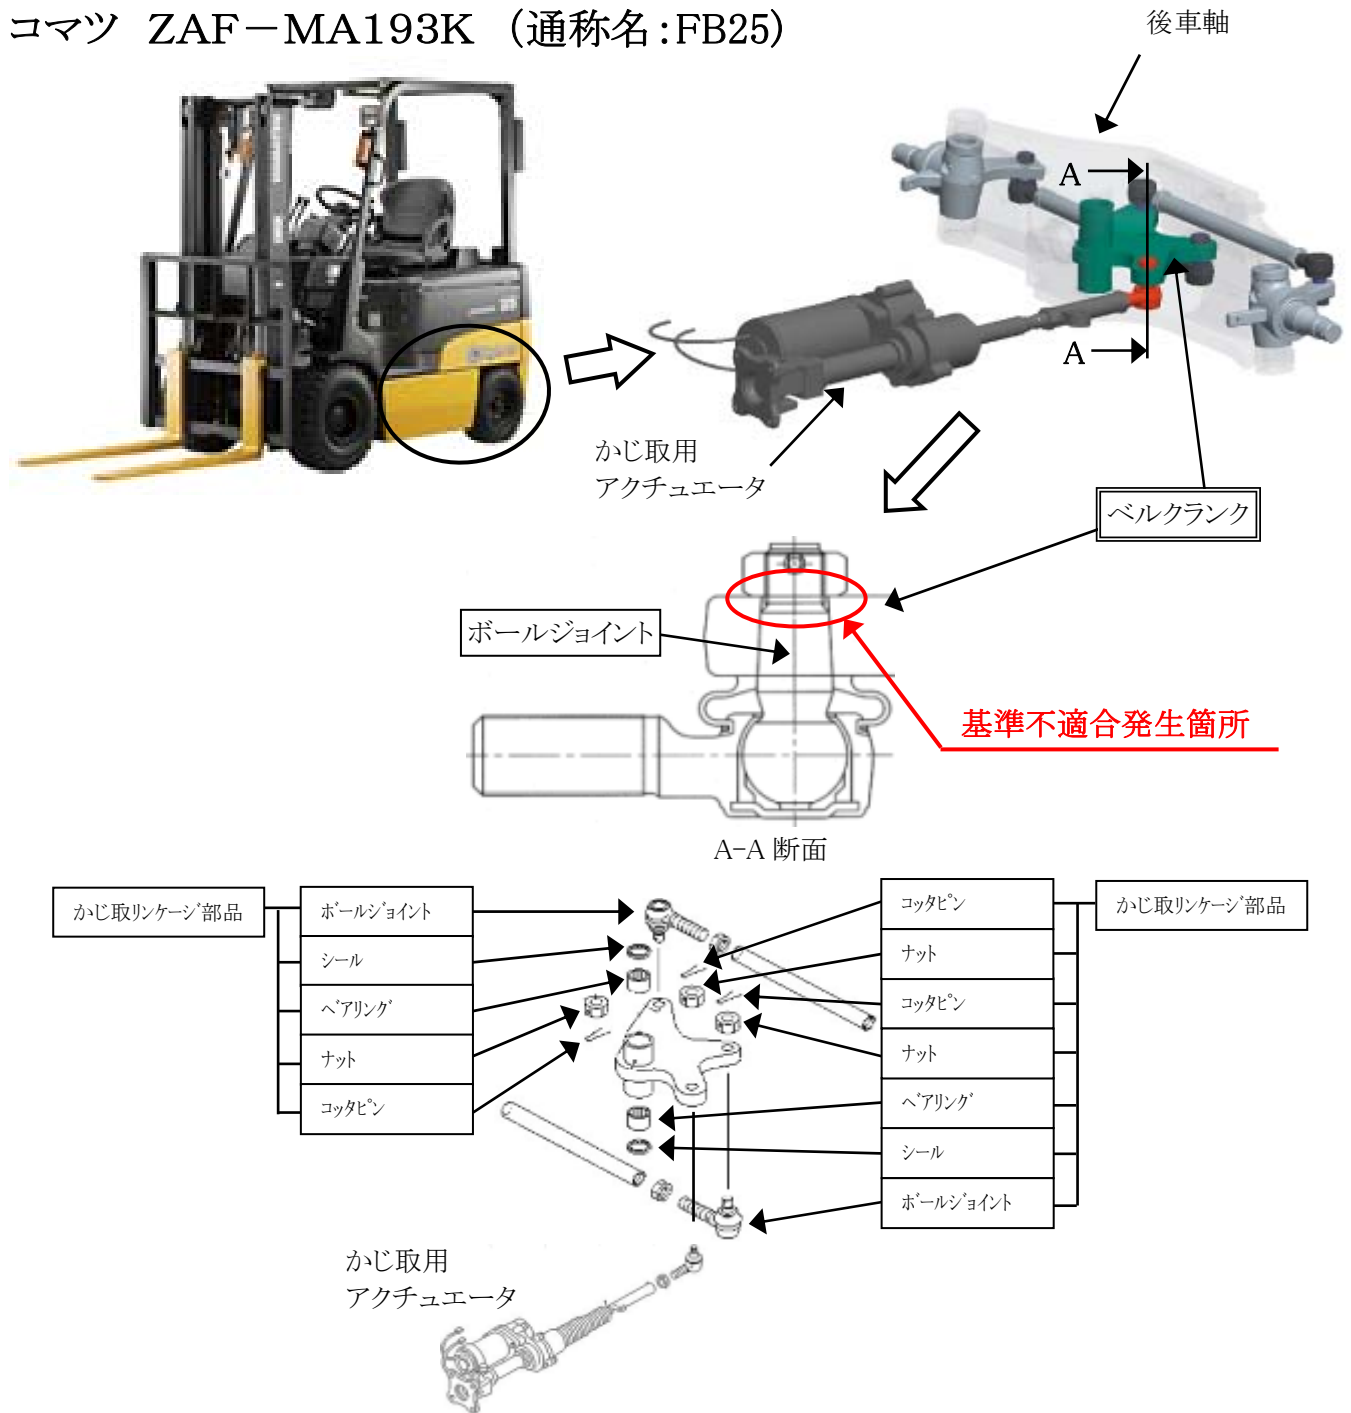 コマツ ZAF－MA193K （通称名：FB25）
後車軸
A
A
かじ取用
アクチュエータ
ベルクランク
ボールジョイント
基準不適合発生箇所
A-A 断面
かじ取リンケージ部品
ボールジョイント
シール
ベアリング
ナット
コッタピン
コッタピン
ナット
コッタピン
ナット
ベアリング
シール
ボールジョイント
かじ取リンケージ部品
かじ取用
アクチュエータ